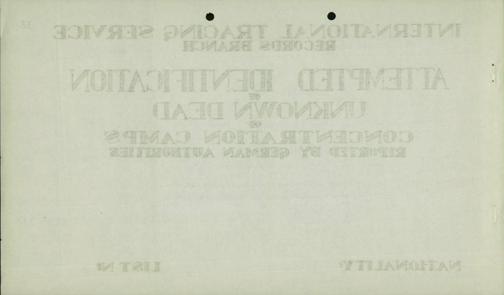 INTERNATIONAL TRACING SERVICE
RECORDS BRANCH
ATTEMPTED IDENTIFICATION
OF
UNKNOWN DEAD
OF
CONCENTRATION CAMPS
REPORTED BY GERMAN AUTHORITIES
NATIONALITY:
LIST Nº